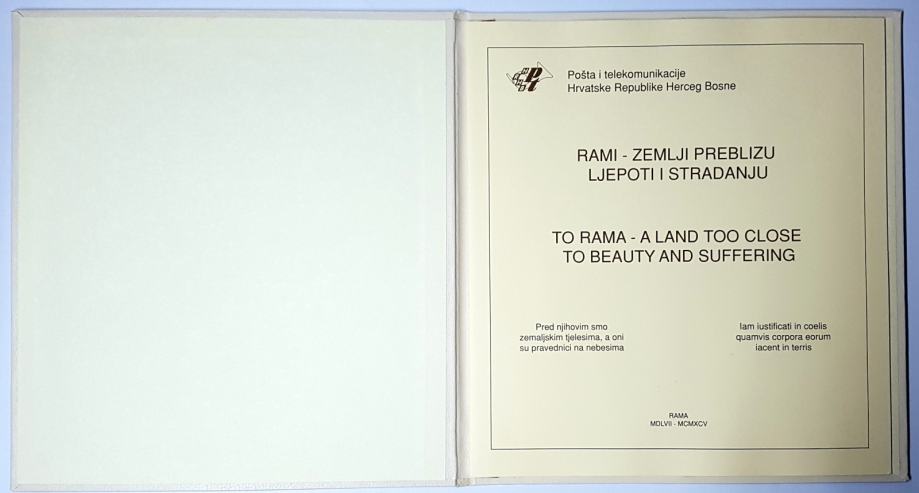 Pošta i telekomunikacije
Hrvatske Republike Herceg Bosne
RAMI - ZEMLJI PREBLIZU
LJEPOTI I STRADANJU
TO RAMA - A LAND TOO CLOSE
TO BEAUTY AND SUFFERING
Pred njihovim smo
zemaljskim tjelesima, a oni
su pravednici na nebesima
Iam iustificati in coelis
quamvis corpora eorum
iacent in terris
RAMA
MDLVII - MCMXCV